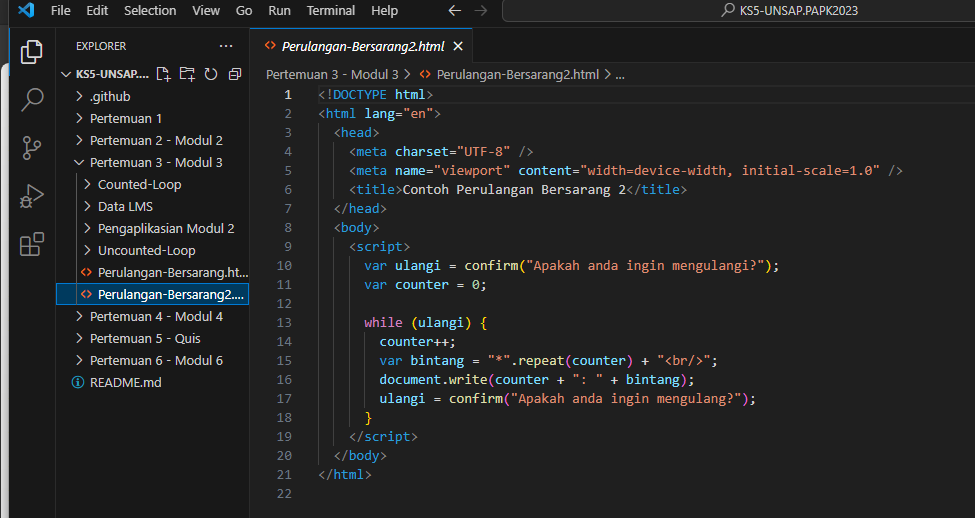 File Edit Selection View Go Run Terminal Help ← → KS5-UNSAP.PAPK2023
EXPLORER ···
KS5-UNSAP....
.github
Pertemuan 1
Pertemuan 2 - Modul 2
Pertemuan 3 - Modul 3
Counted-Loop
Data LMS
Pengaplikasian Modul 2
Uncounted-Loop
Perulangan-Bersarang.ht...
Perulangan-Bersarang2....
Pertemuan 4 - Modul 4
Pertemuan 5 - Quis
Pertemuan 6 - Modul 6
README.md
Perulangan-Bersarang2.html
Pertemuan 3 - Modul 3 > Perulangan-Bersarang2.html > ...
1 <!DOCTYPE html>
2 <html lang="en">
3 <head>
4 <meta charset="UTF-8" />
5 <meta name="viewport" content="width=device-width, initial-scale=1.0" />
6 <title>Contoh Perulangan Bersarang 2</title>
7 </head>
8 <body>
9 <script>
10 var ulangi = confirm("Apakah anda ingin mengulangi?");
11 var counter = 0;
12
13 while (ulangi) {
14 counter++;
15 var bintang = "*".repeat(counter) + "<br/>";
16 document.write(counter + ": " + bintang);
17 ulangi = confirm("Apakah anda ingin mengulang?");
18 }
19 </script>
20 </body>
21 </html>
22